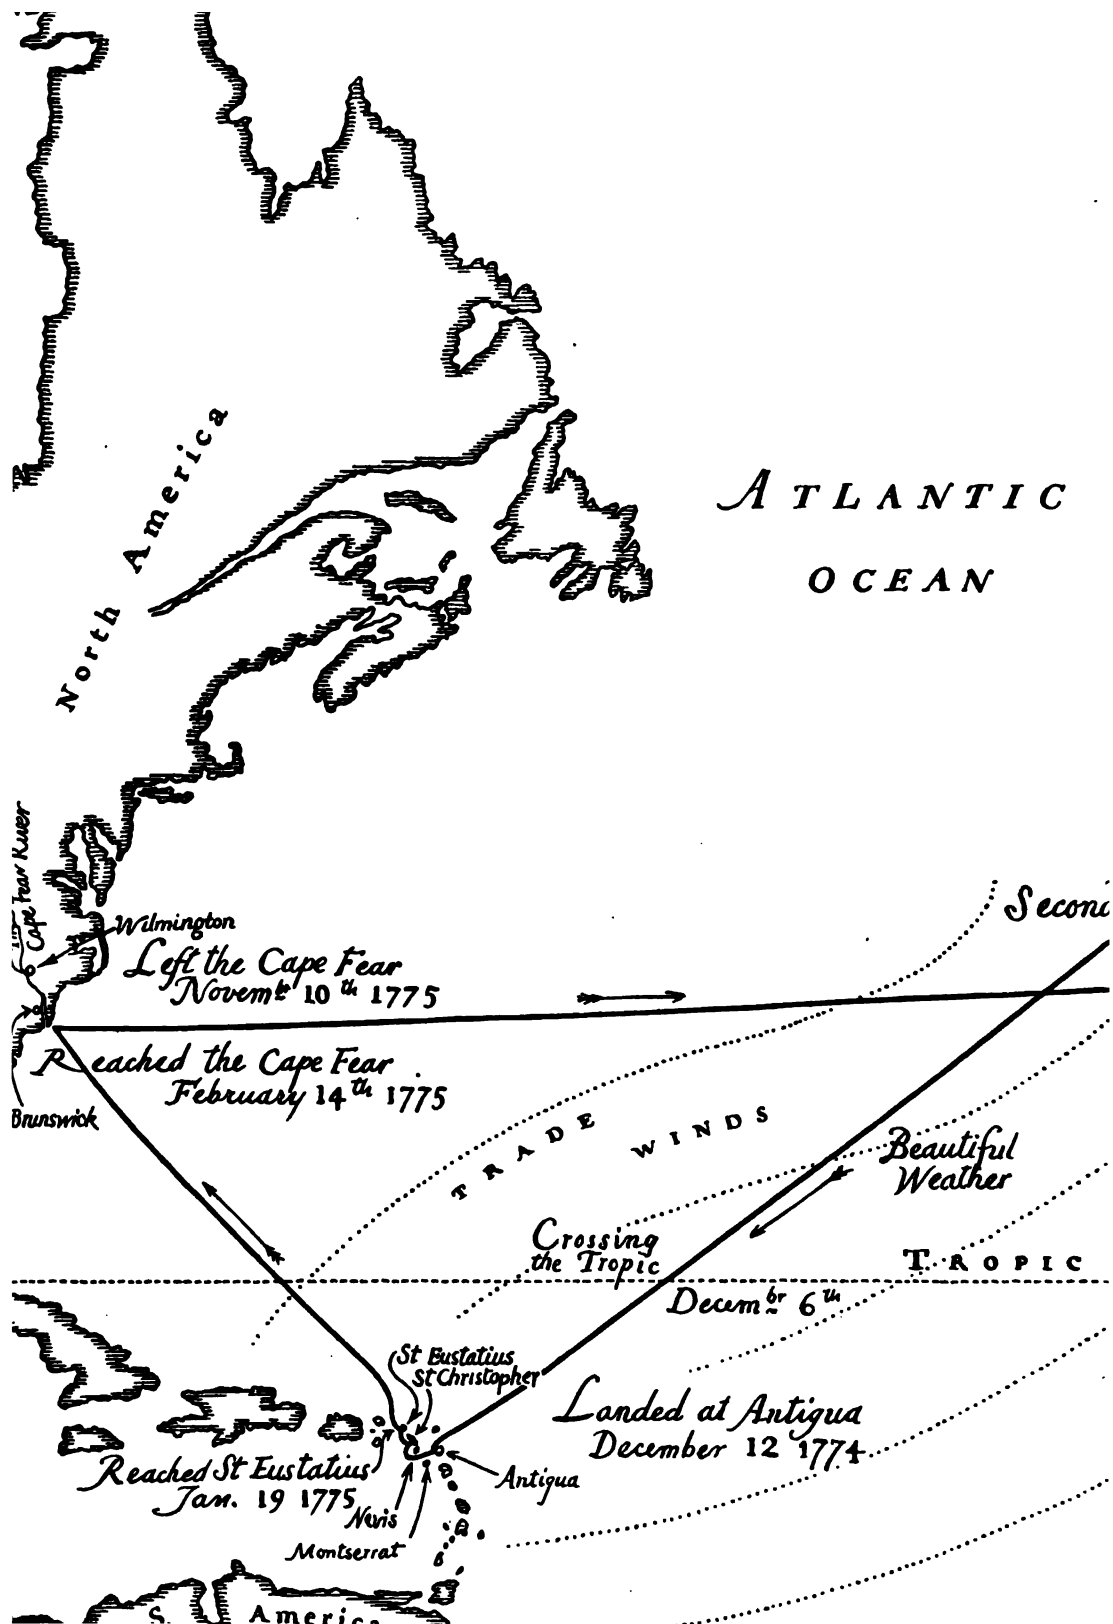 North America
ATLANTIC
OCEAN
Cape Fear River
Wilmington
Second
Left the Cape Fear
Novem.br 10th 1775
Reached the Cape Fear
February 14th 1775
Brunswick
TRADE WINDS
Beautiful
Weather
Crossing
the Tropic
TROPIC
Decem.br 6th
St Eustatius
St Christopher
Landed at Antigua
December 12 1774
Reached St Eustatius
Jan. 19 1775
Antigua
Nevis
Montserrat
S. America